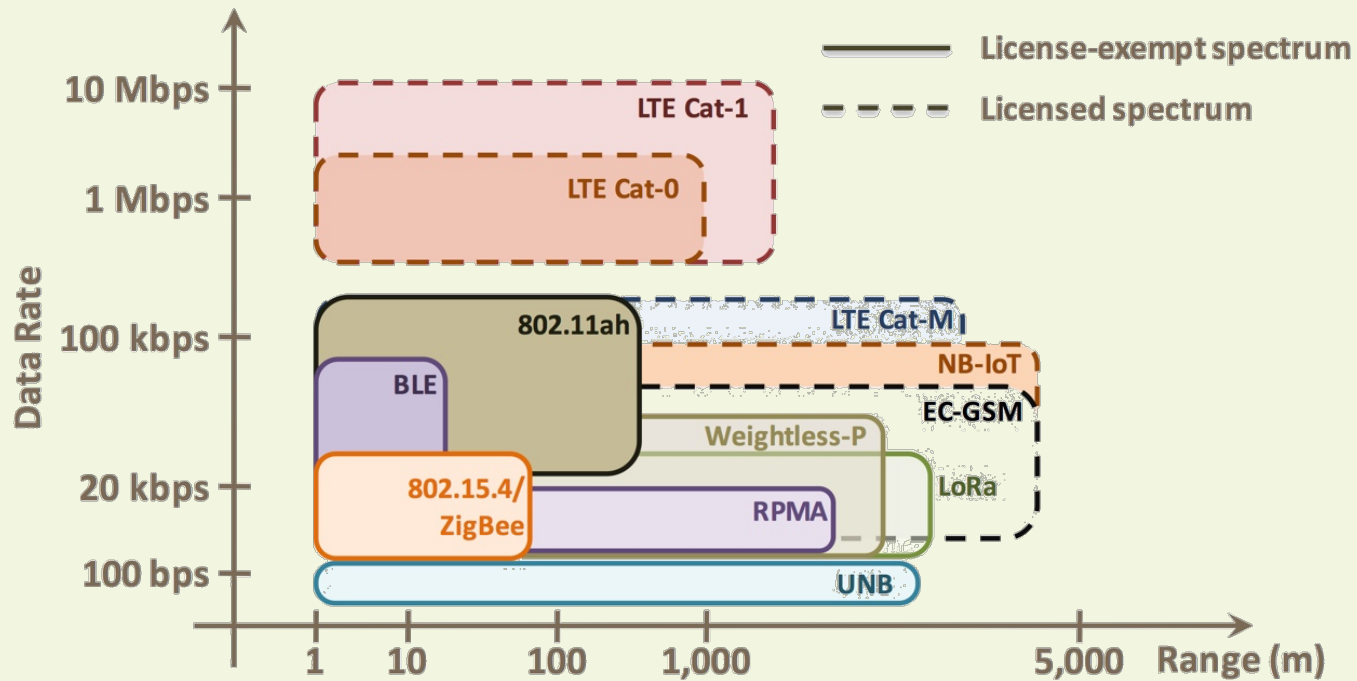 License-exempt spectrum
Licensed spectrum
Data Rate
10 Mbps
1 Mbps
100 kbps
20 kbps
100 bps
LTE Cat-1
LTE Cat-0
802.11ah
LTE Cat-M
NB-IoT
BLE
EC-GSM
Weightless-P
802.15.4/
ZigBee
LoRa
RPMA
UNB
1
10
100
1,000
5,000
Range (m)